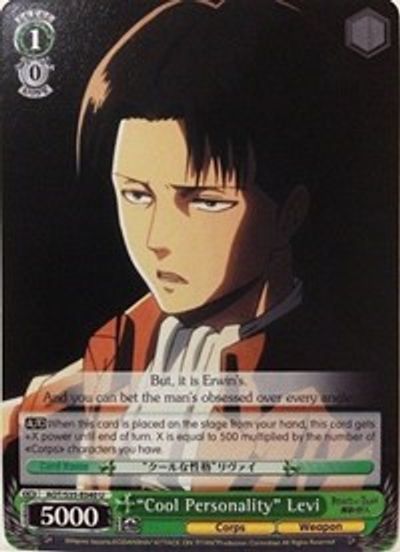 1
0
But, it is Erwin's.
And you can bet the man's obsessed over every angle.
When this card is placed on the stage from your hand, this card gets
+X power until end of turn. X is equal to 500 multiplied by the number of
<Corps> characters you have.
Card Name
"クールな性格"リヴァイ
5000
"Cool Personality" Levi
Corps
Weapon